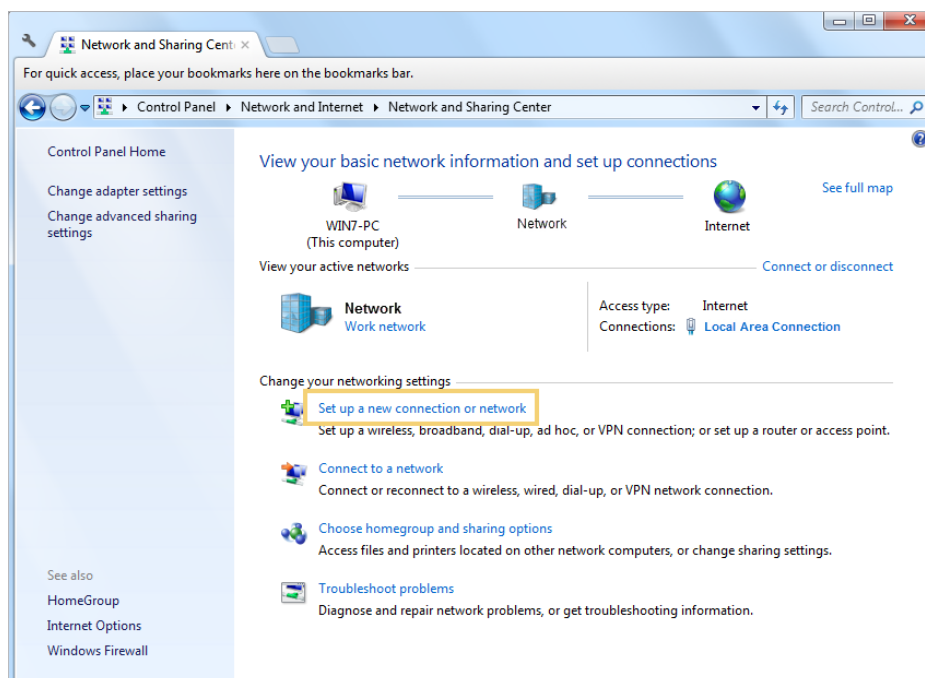 Network and Sharing Cent
For quick access, place your bookmarks here on the bookmarks bar.
Control Panel Network and Internet Network and Sharing Center
Search Control...
Control Panel Home
Change adapter settings
Change advanced sharing
settings
View your basic network information and set up connections
See full map
WIN7-PC
(This computer)
Network
Internet
View your active networks
Connect or disconnect
Network
Work network
Access type: Internet
Connections: Local Area Connection
Change your networking settings
Set up a new connection or network
Set up a wireless, broadband, dial-up, ad hoc, or VPN connection; or set up a router or access point.
Connect to a network
Connect or reconnect to a wireless, wired, dial-up, or VPN network connection.
Choose homegroup and sharing options
Access files and printers located on other network computers, or change sharing settings.
Troubleshoot problems
Diagnose and repair network problems, or get troubleshooting information.
See also
HomeGroup
Internet Options
Windows Firewall